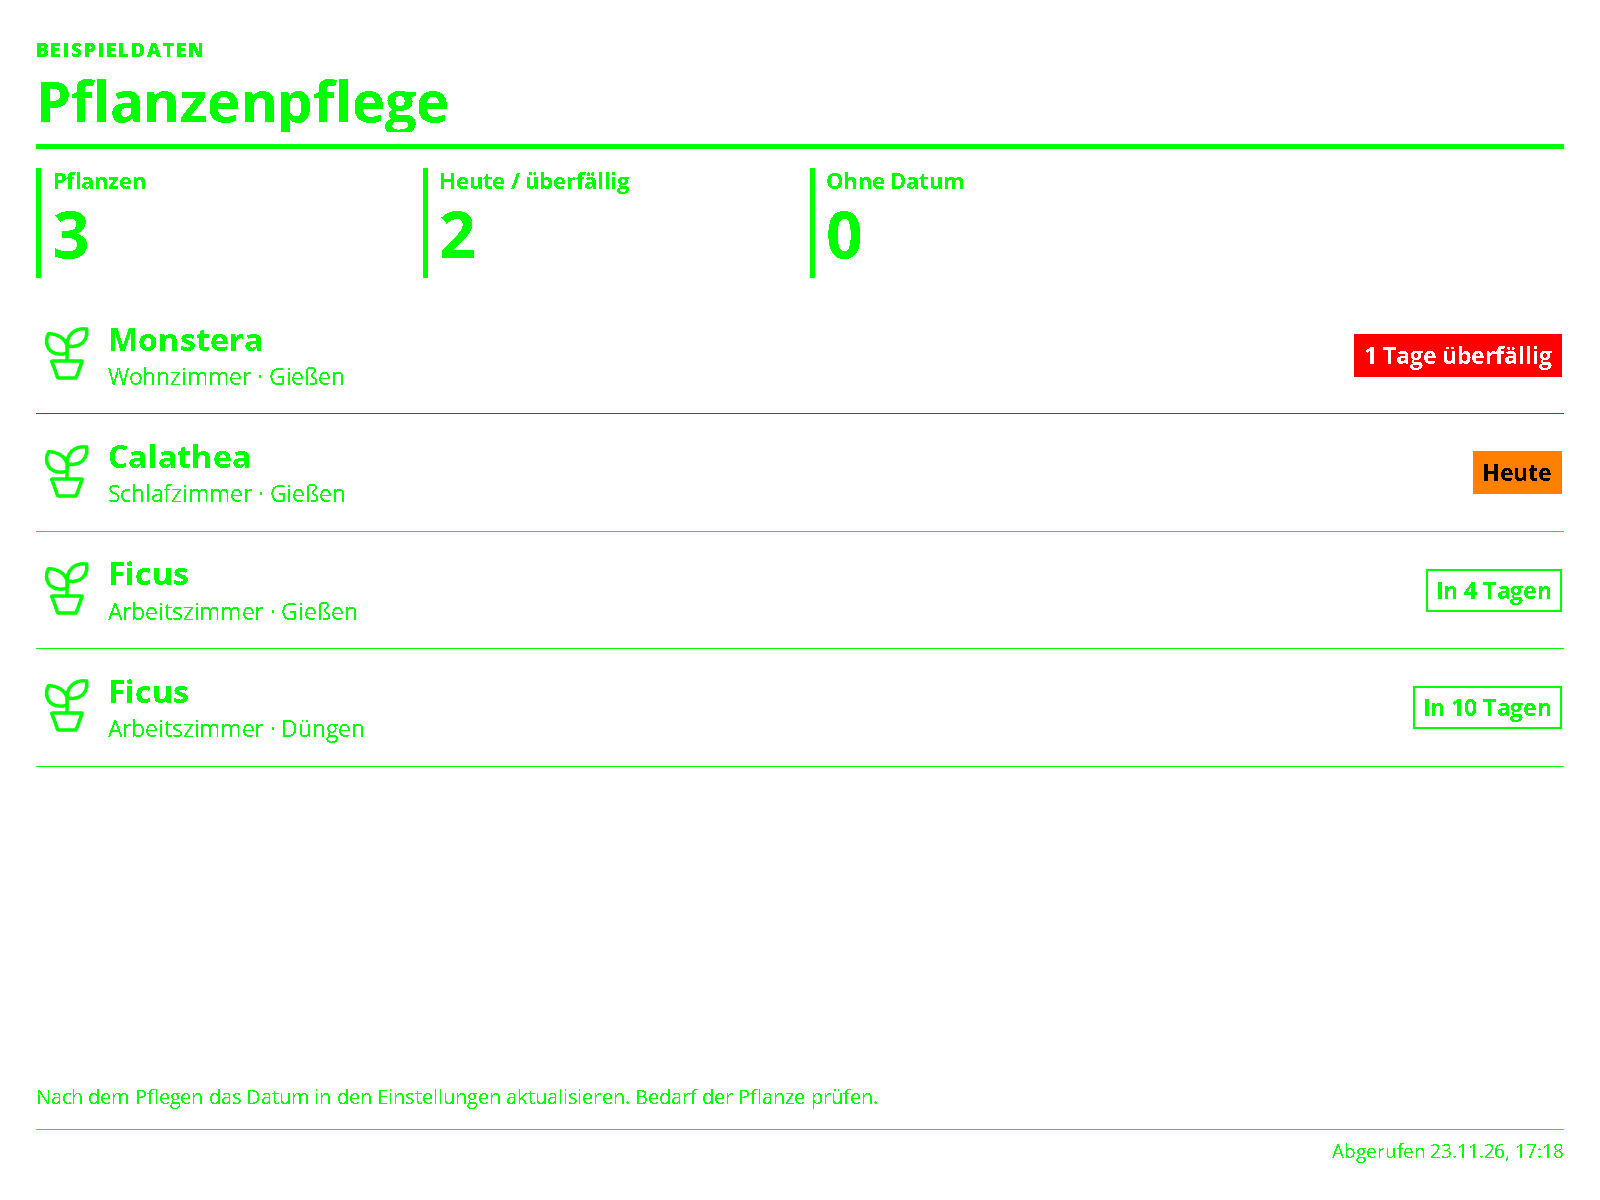 BEISPIELDATEN
Pflanzenpflege
Pflanzen
3
Heute / überfällig
2
Ohne Datum
0
Monstera
Wohnzimmer · Gießen
1 Tage überfällig
Calathea
Schlafzimmer · Gießen
Heute
Ficus
Arbeitszimmer · Gießen
In 4 Tagen
Ficus
Arbeitszimmer · Düngen
In 10 Tagen
Nach dem Pflegen das Datum in den Einstellungen aktualisieren. Bedarf der Pflanze prüfen.
Abgerufen 23.11.26, 17:18